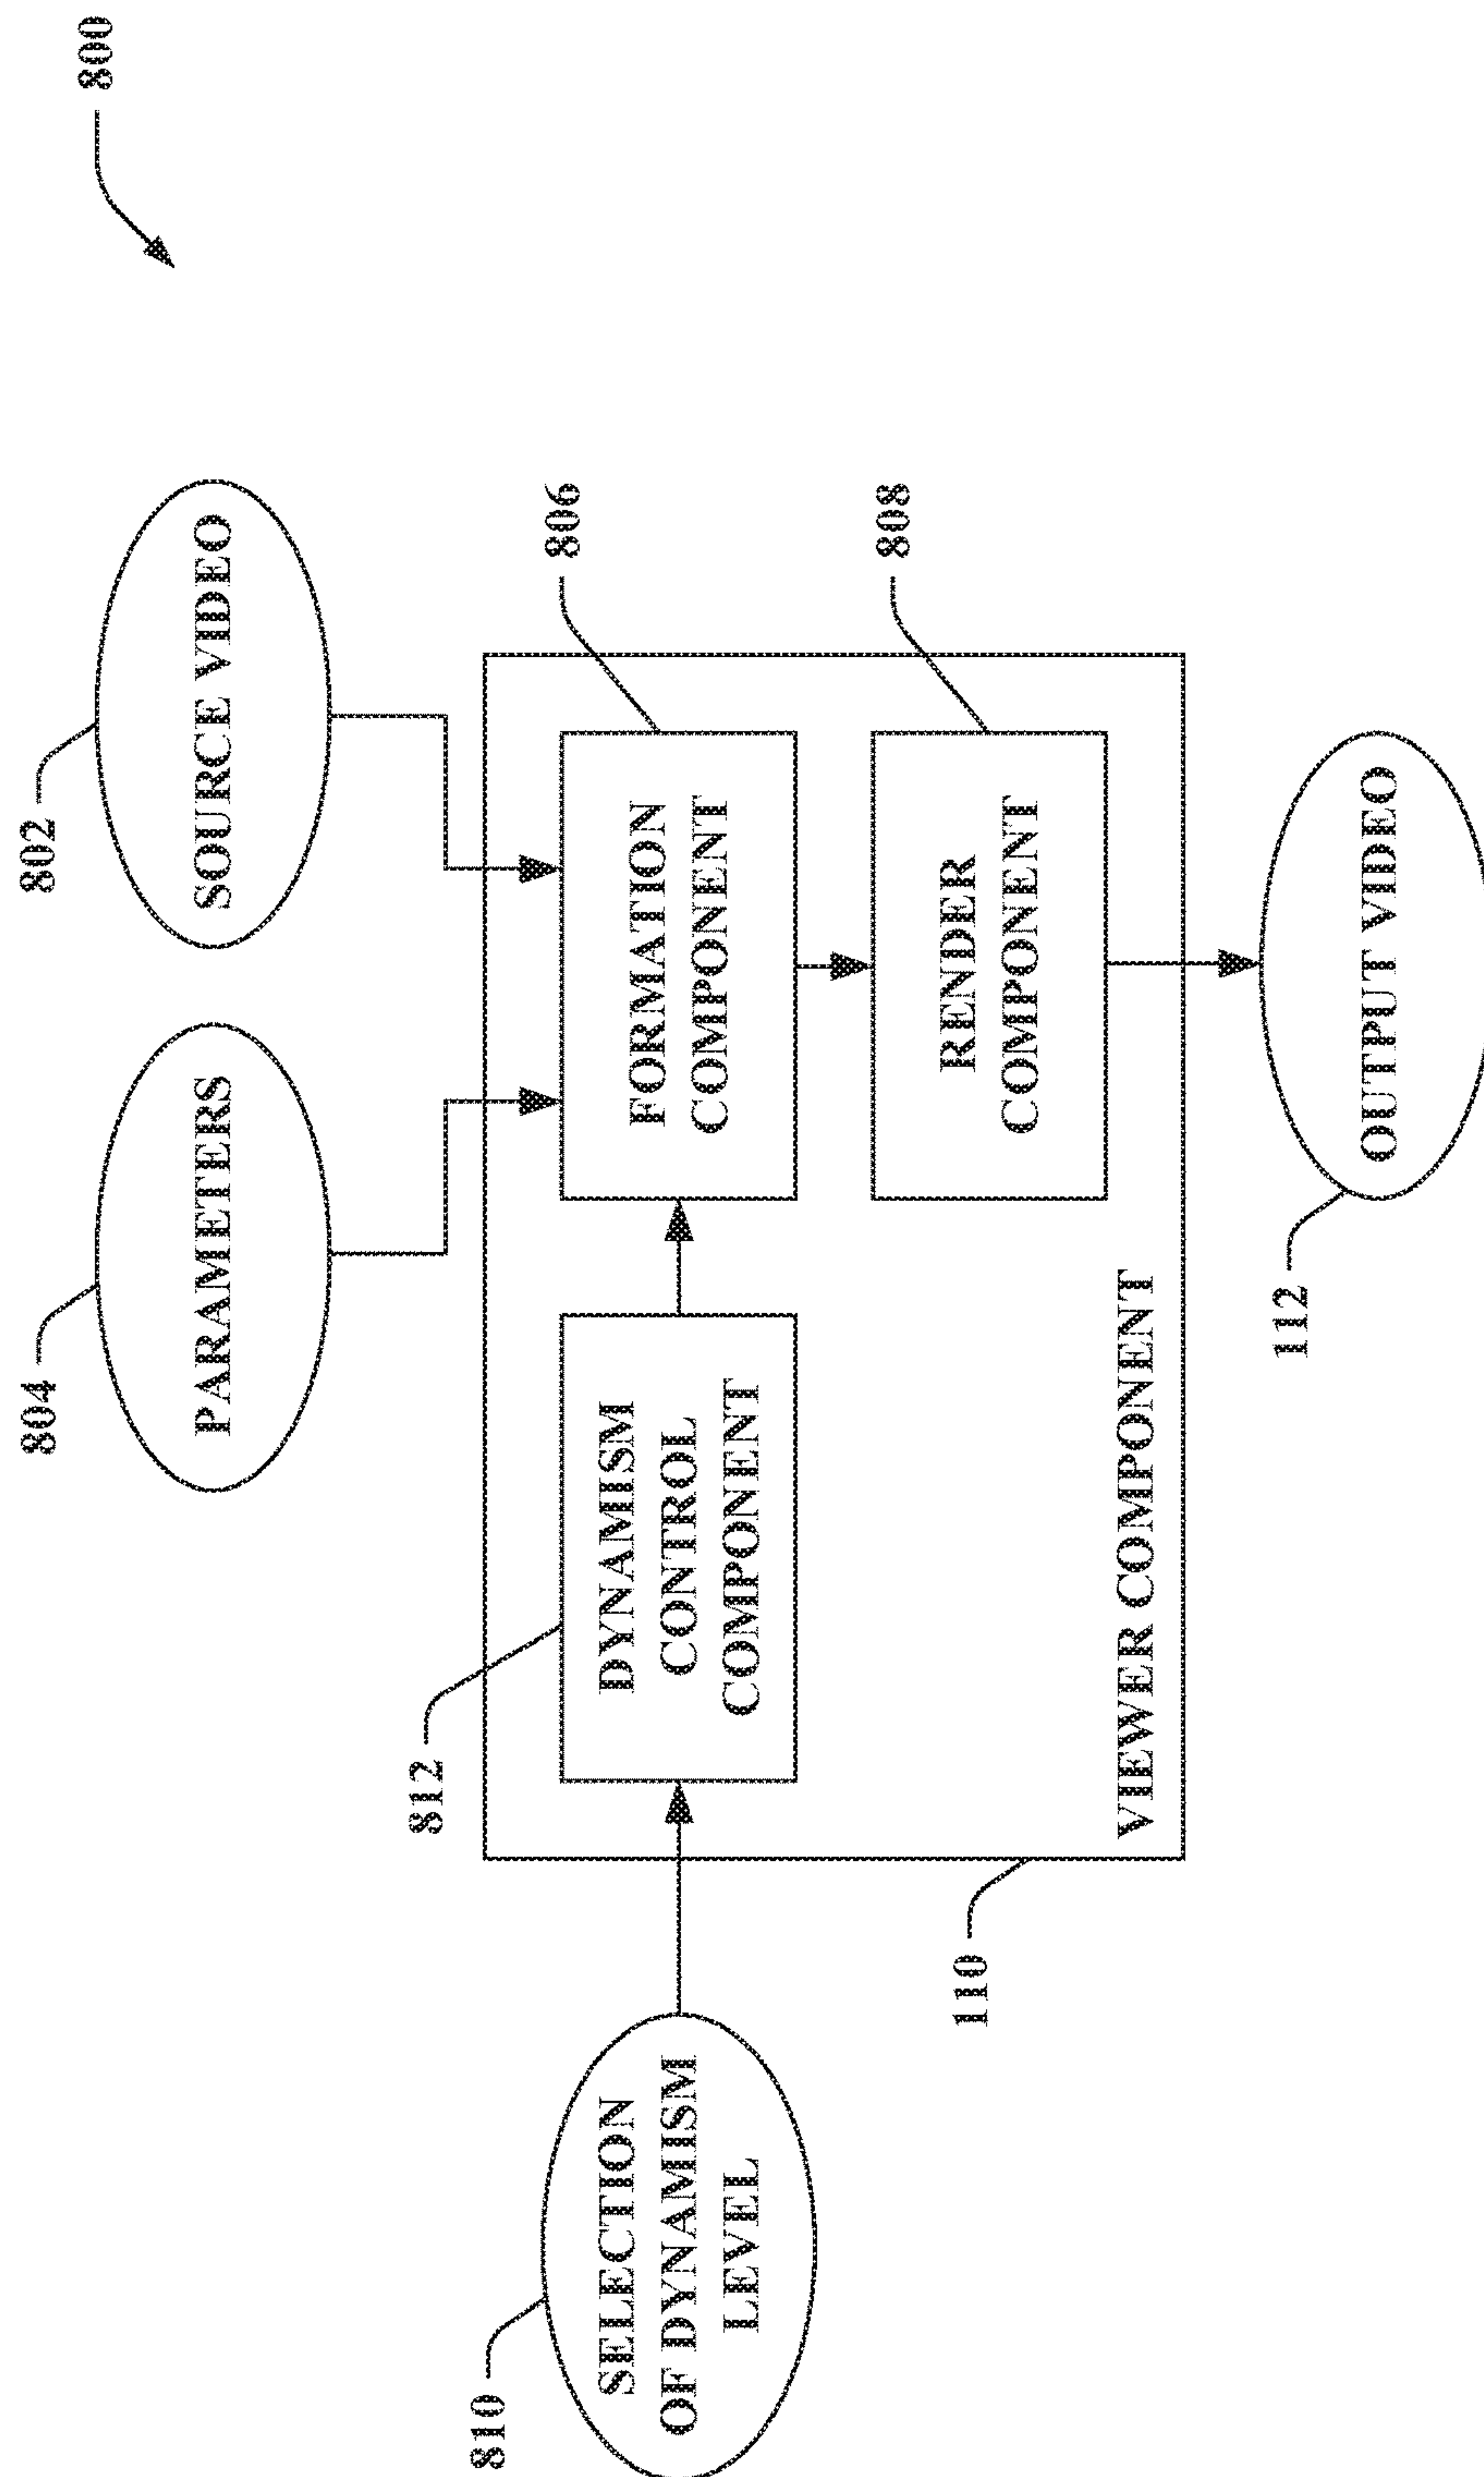 800
804
PARAMETERS
802
SOURCE VIDEO
810
SELECTION
OF DYNAMISM
LEVEL
812
DYNAMISM
CONTROL
COMPONENT
FORMATION
COMPONENT
806
RENDER
COMPONENT
808
110
VIEWER COMPONENT
112
OUTPUT VIDEO